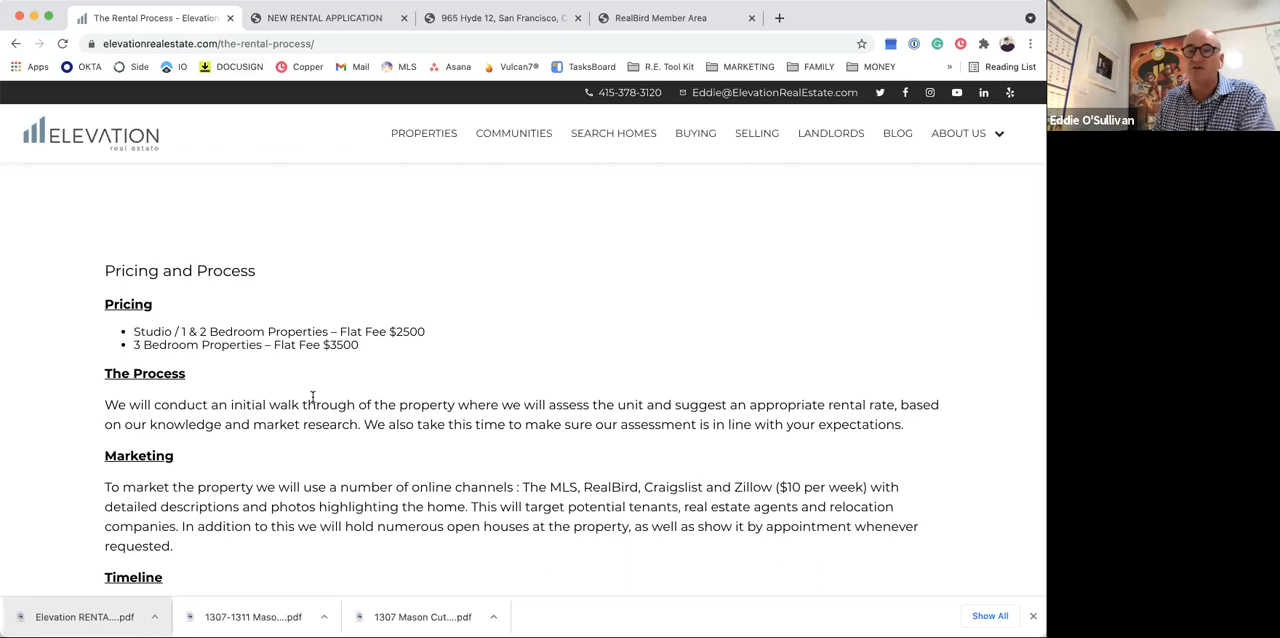 The Rental Process - Elevation
NEW RENTAL APPLICATION
965 Hyde 12, San Francisco, C
RealBird Member Area
elevationrealestate.com/the-rental-process/
Apps OKTA Side IO DOCUSIGN Copper Mail MLS Asana Vulcan7® TasksBoard R.E. Tool Kit MARKETING FAMILY MONEY » Reading List
415-378-3120 Eddie@ElevationRealEstate.com
ELEVATION
real estate
PROPERTIES COMMUNITIES SEARCH HOMES BUYING SELLING LANDLORDS BLOG ABOUT US
Eddie O'Sullivan
Pricing and Process
Pricing
• Studio / 1 & 2 Bedroom Properties – Flat Fee $2500
• 3 Bedroom Properties – Flat Fee $3500
The Process
We will conduct an initial walk through of the property where we will assess the unit and suggest an appropriate rental rate, based
on our knowledge and market research. We also take this time to make sure our assessment is in line with your expectations.
Marketing
To market the property we will use a number of online channels : The MLS, RealBird, Craigslist and Zillow ($10 per week) with
detailed descriptions and photos highlighting the home. This will target potential tenants, real estate agents and relocation
companies. In addition to this we will hold numerous open houses at the property, as well as show it by appointment whenever
requested.
Timeline
Elevation RENTA....pdf
1307-1311 Maso....pdf
1307 Mason Cut....pdf
Show All